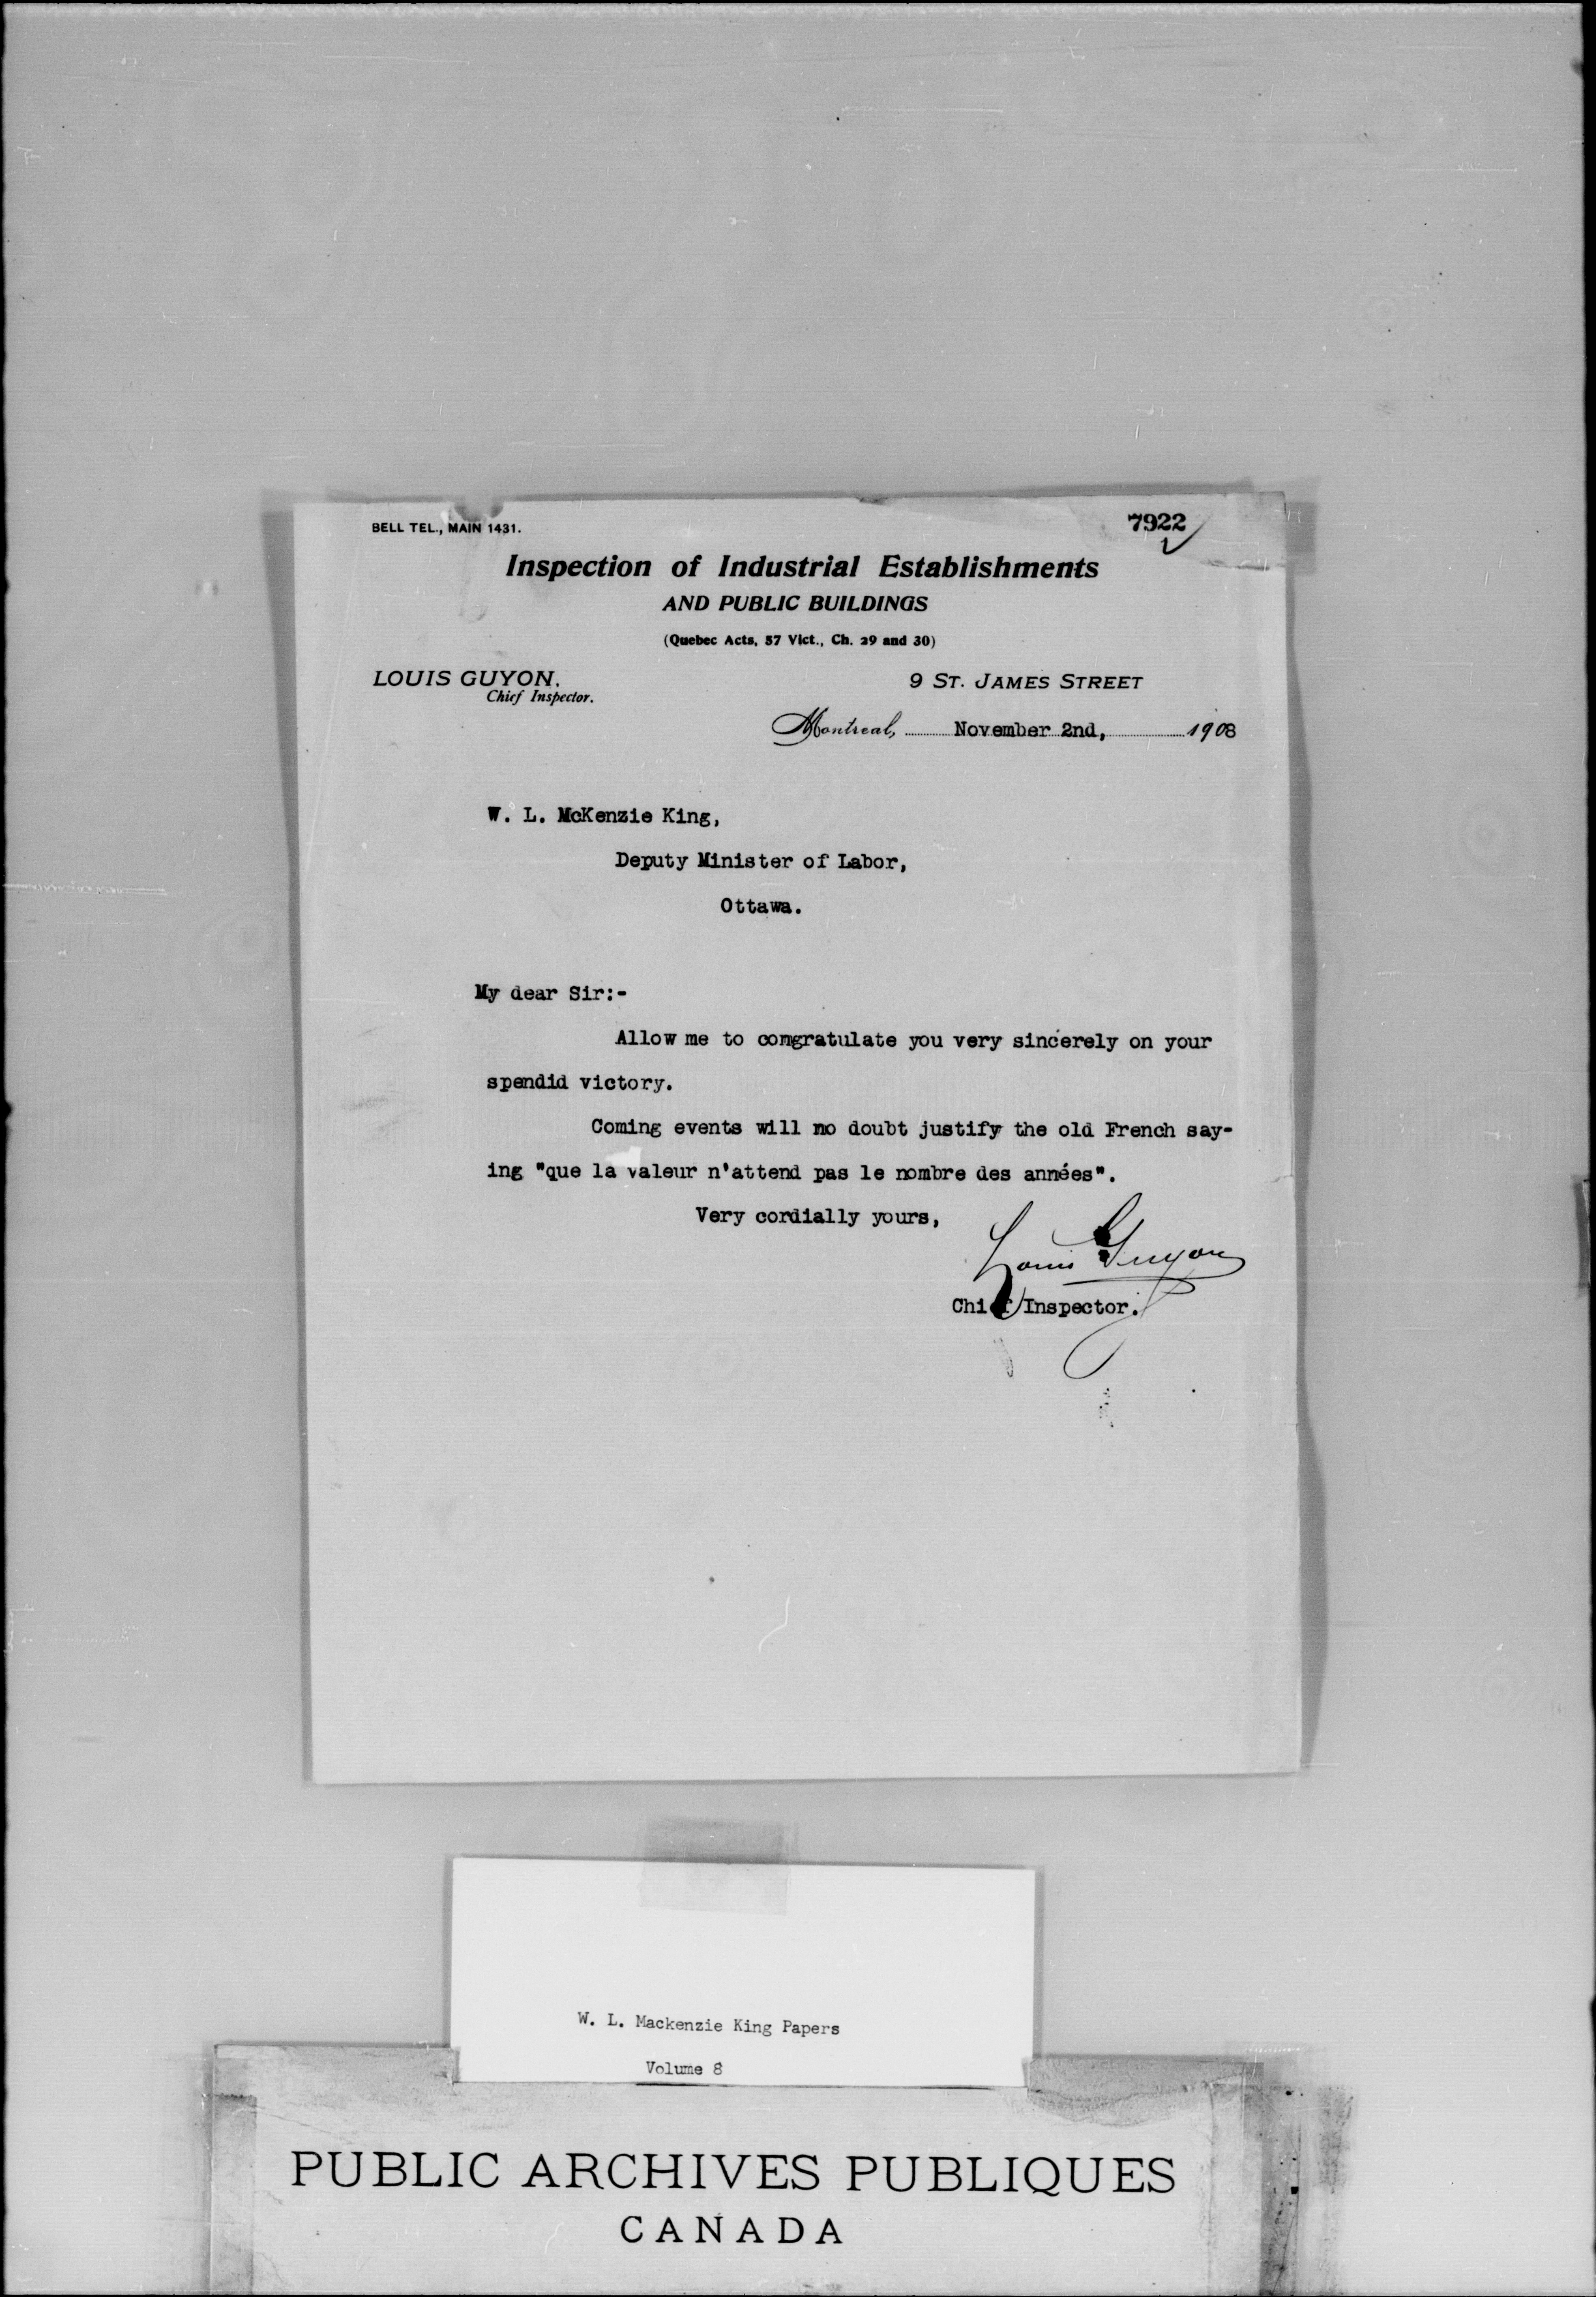 BELL TEL., MAIN 1431.
7922
Inspection of Industrial Establishments
AND PUBLIC BUILDINGS
(Quebec Acts, 57 Vict., Ch. 29 and 30)
LOUIS GUYON,
Chief Inspector.
9 ST. JAMES STREET
Montreal, November 2nd, 1908
W. L. McKenzie King,
Deputy Minister of Labor,
Ottawa.
My dear Sir:-
Allow me to congratulate you very sincerely on your
spendid victory.
Coming events will no doubt justify the old French say-
ing "que la valeur n'attend pas le nombre des années".
Very cordially yours,
Louis Guyon
Chief Inspector.
W. L. Mackenzie King Papers
Volume 8
PUBLIC ARCHIVES PUBLIQUES
CANADA